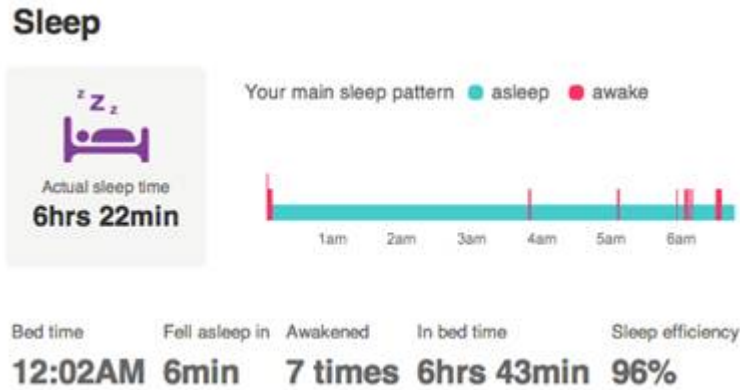 Sleep
z Z z
Your main sleep pattern asleep awake
Actual sleep time
6hrs 22min
1am 2am 3am 4am 5am 6am
Bed time Fell asleep in Awakened In bed time Sleep efficiency
12:02AM 6min 7 times 6hrs 43min 96%